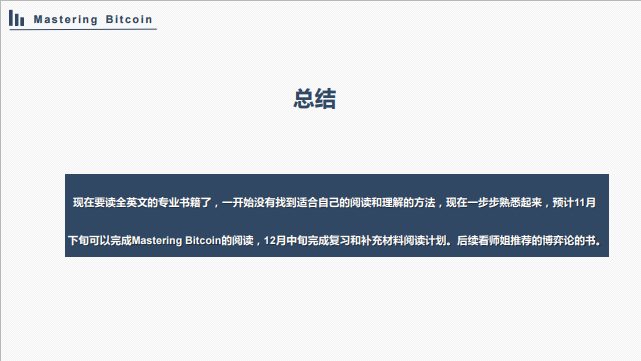 Mastering Bitcoin
总结
现在要读全英文的专业书籍了，一开始没有找到适合自己的阅读和理解的方法，现在一步步熟悉起来，预计11月
下旬可以完成Mastering Bitcoin的阅读，12月中旬完成复习和补充材料阅读计划。后续看师姐推荐的博弈论的书。